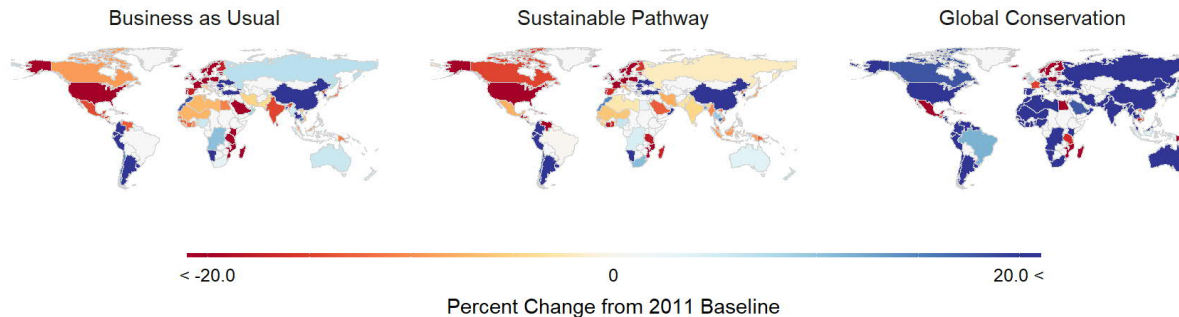 Business as Usual
Sustainable Pathway
Global Conservation
< -20.0
0
20.0 <
Percent Change from 2011 Baseline